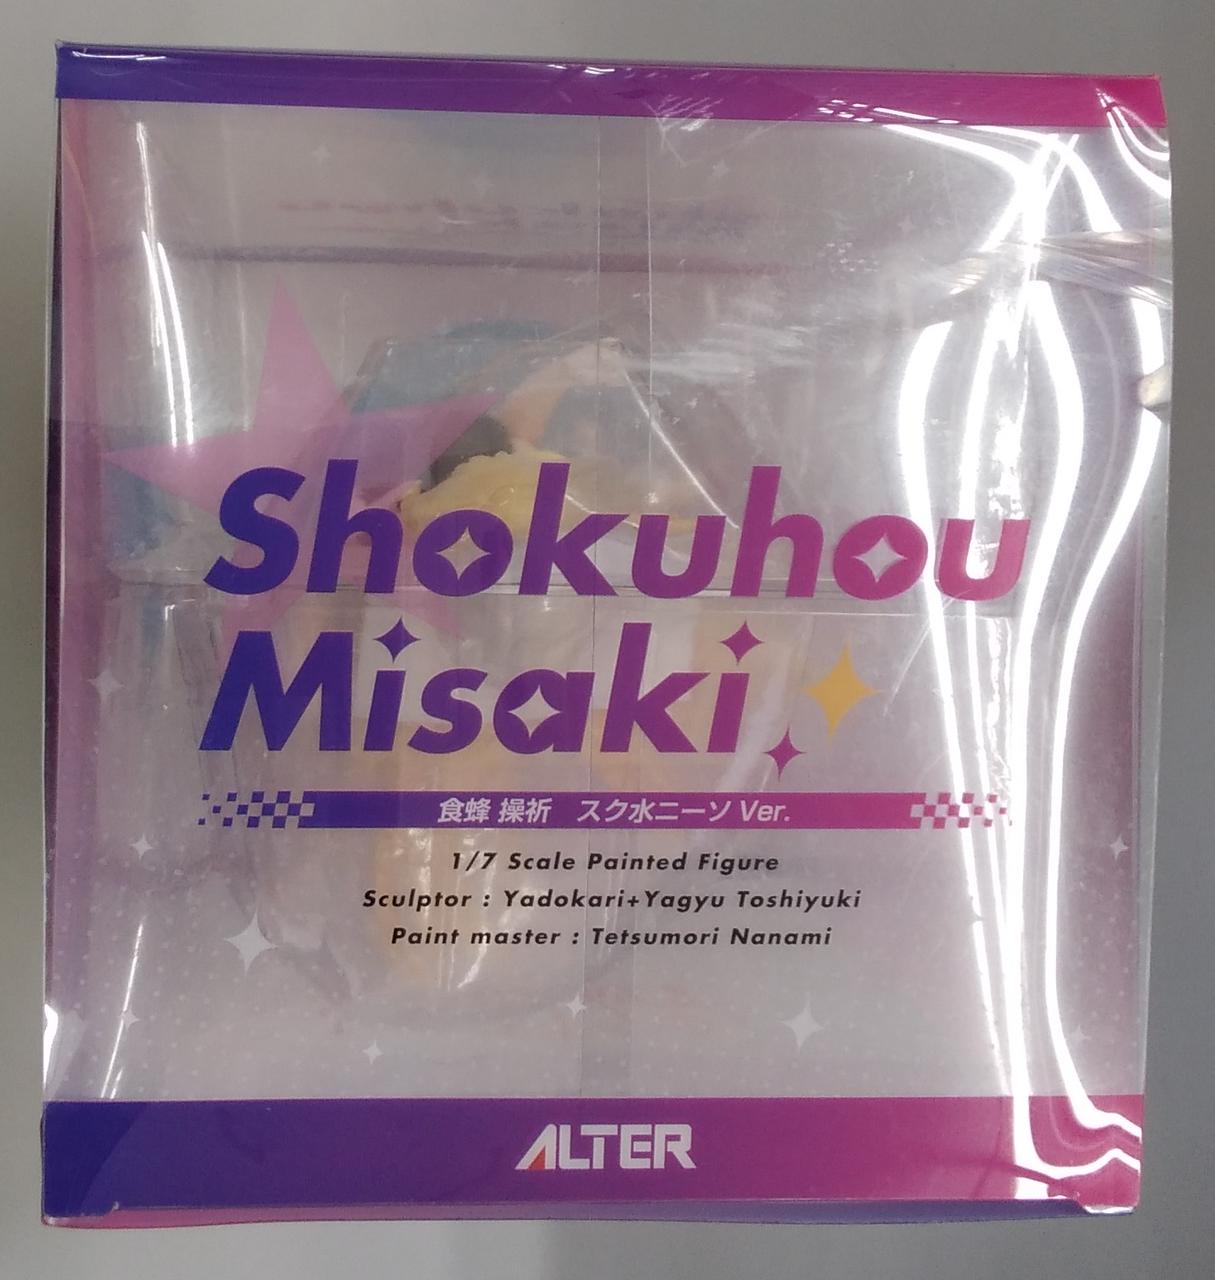 Shokuhou
Misaki
食蜂 操祈 スク水ニーソ Ver.
1/7 Scale Painted Figure
Sculptor : Yadokari+Yagyu Toshiyuki
Paint master : Tetsumori Nanami
ALTER